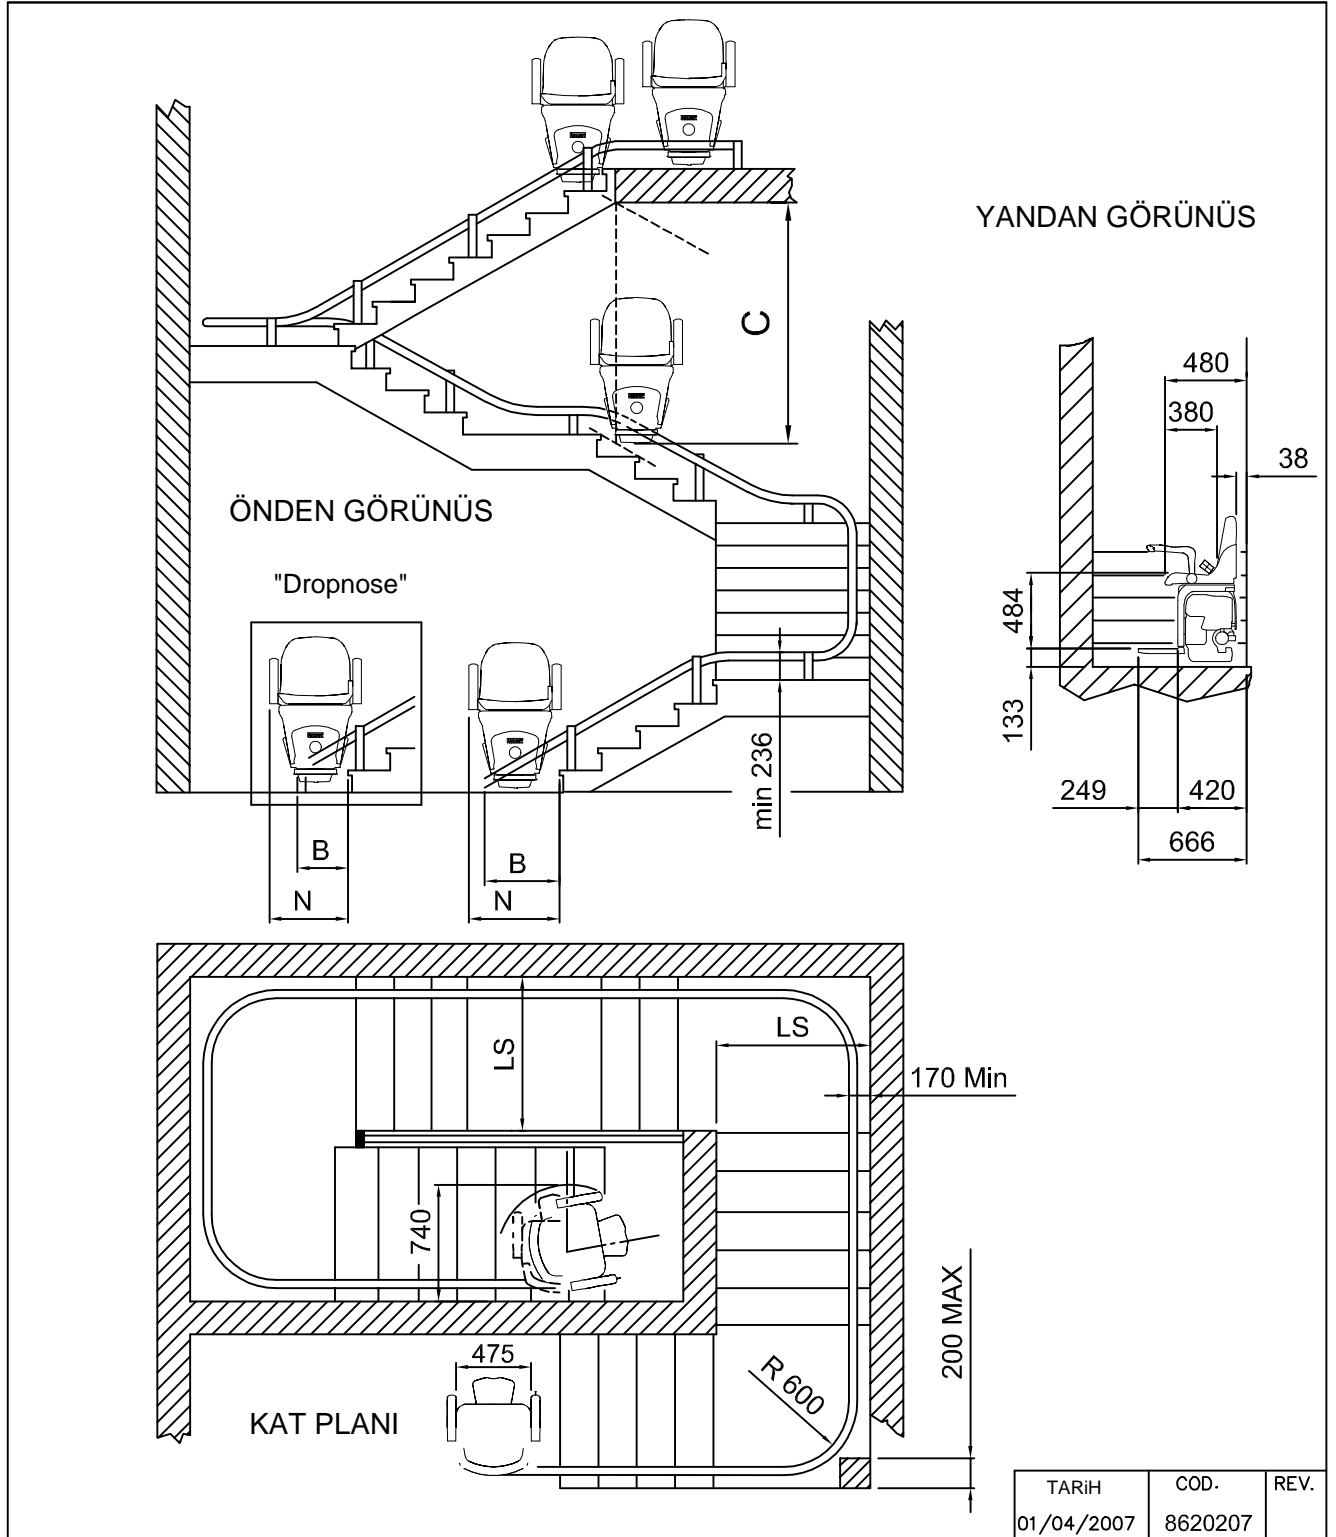 YANDAN GÖRÜNÜS
C
480
380
38
ÖNDEN GÖRÜNÜS
"Dropnose"
484
133
min 236
249
420
666
B
B
N
N
LS
LS
170 Min
740
200 MAX
475
R 600
KAT PLANI
TARiH
COD.
REV.
01/04/2007
8620207